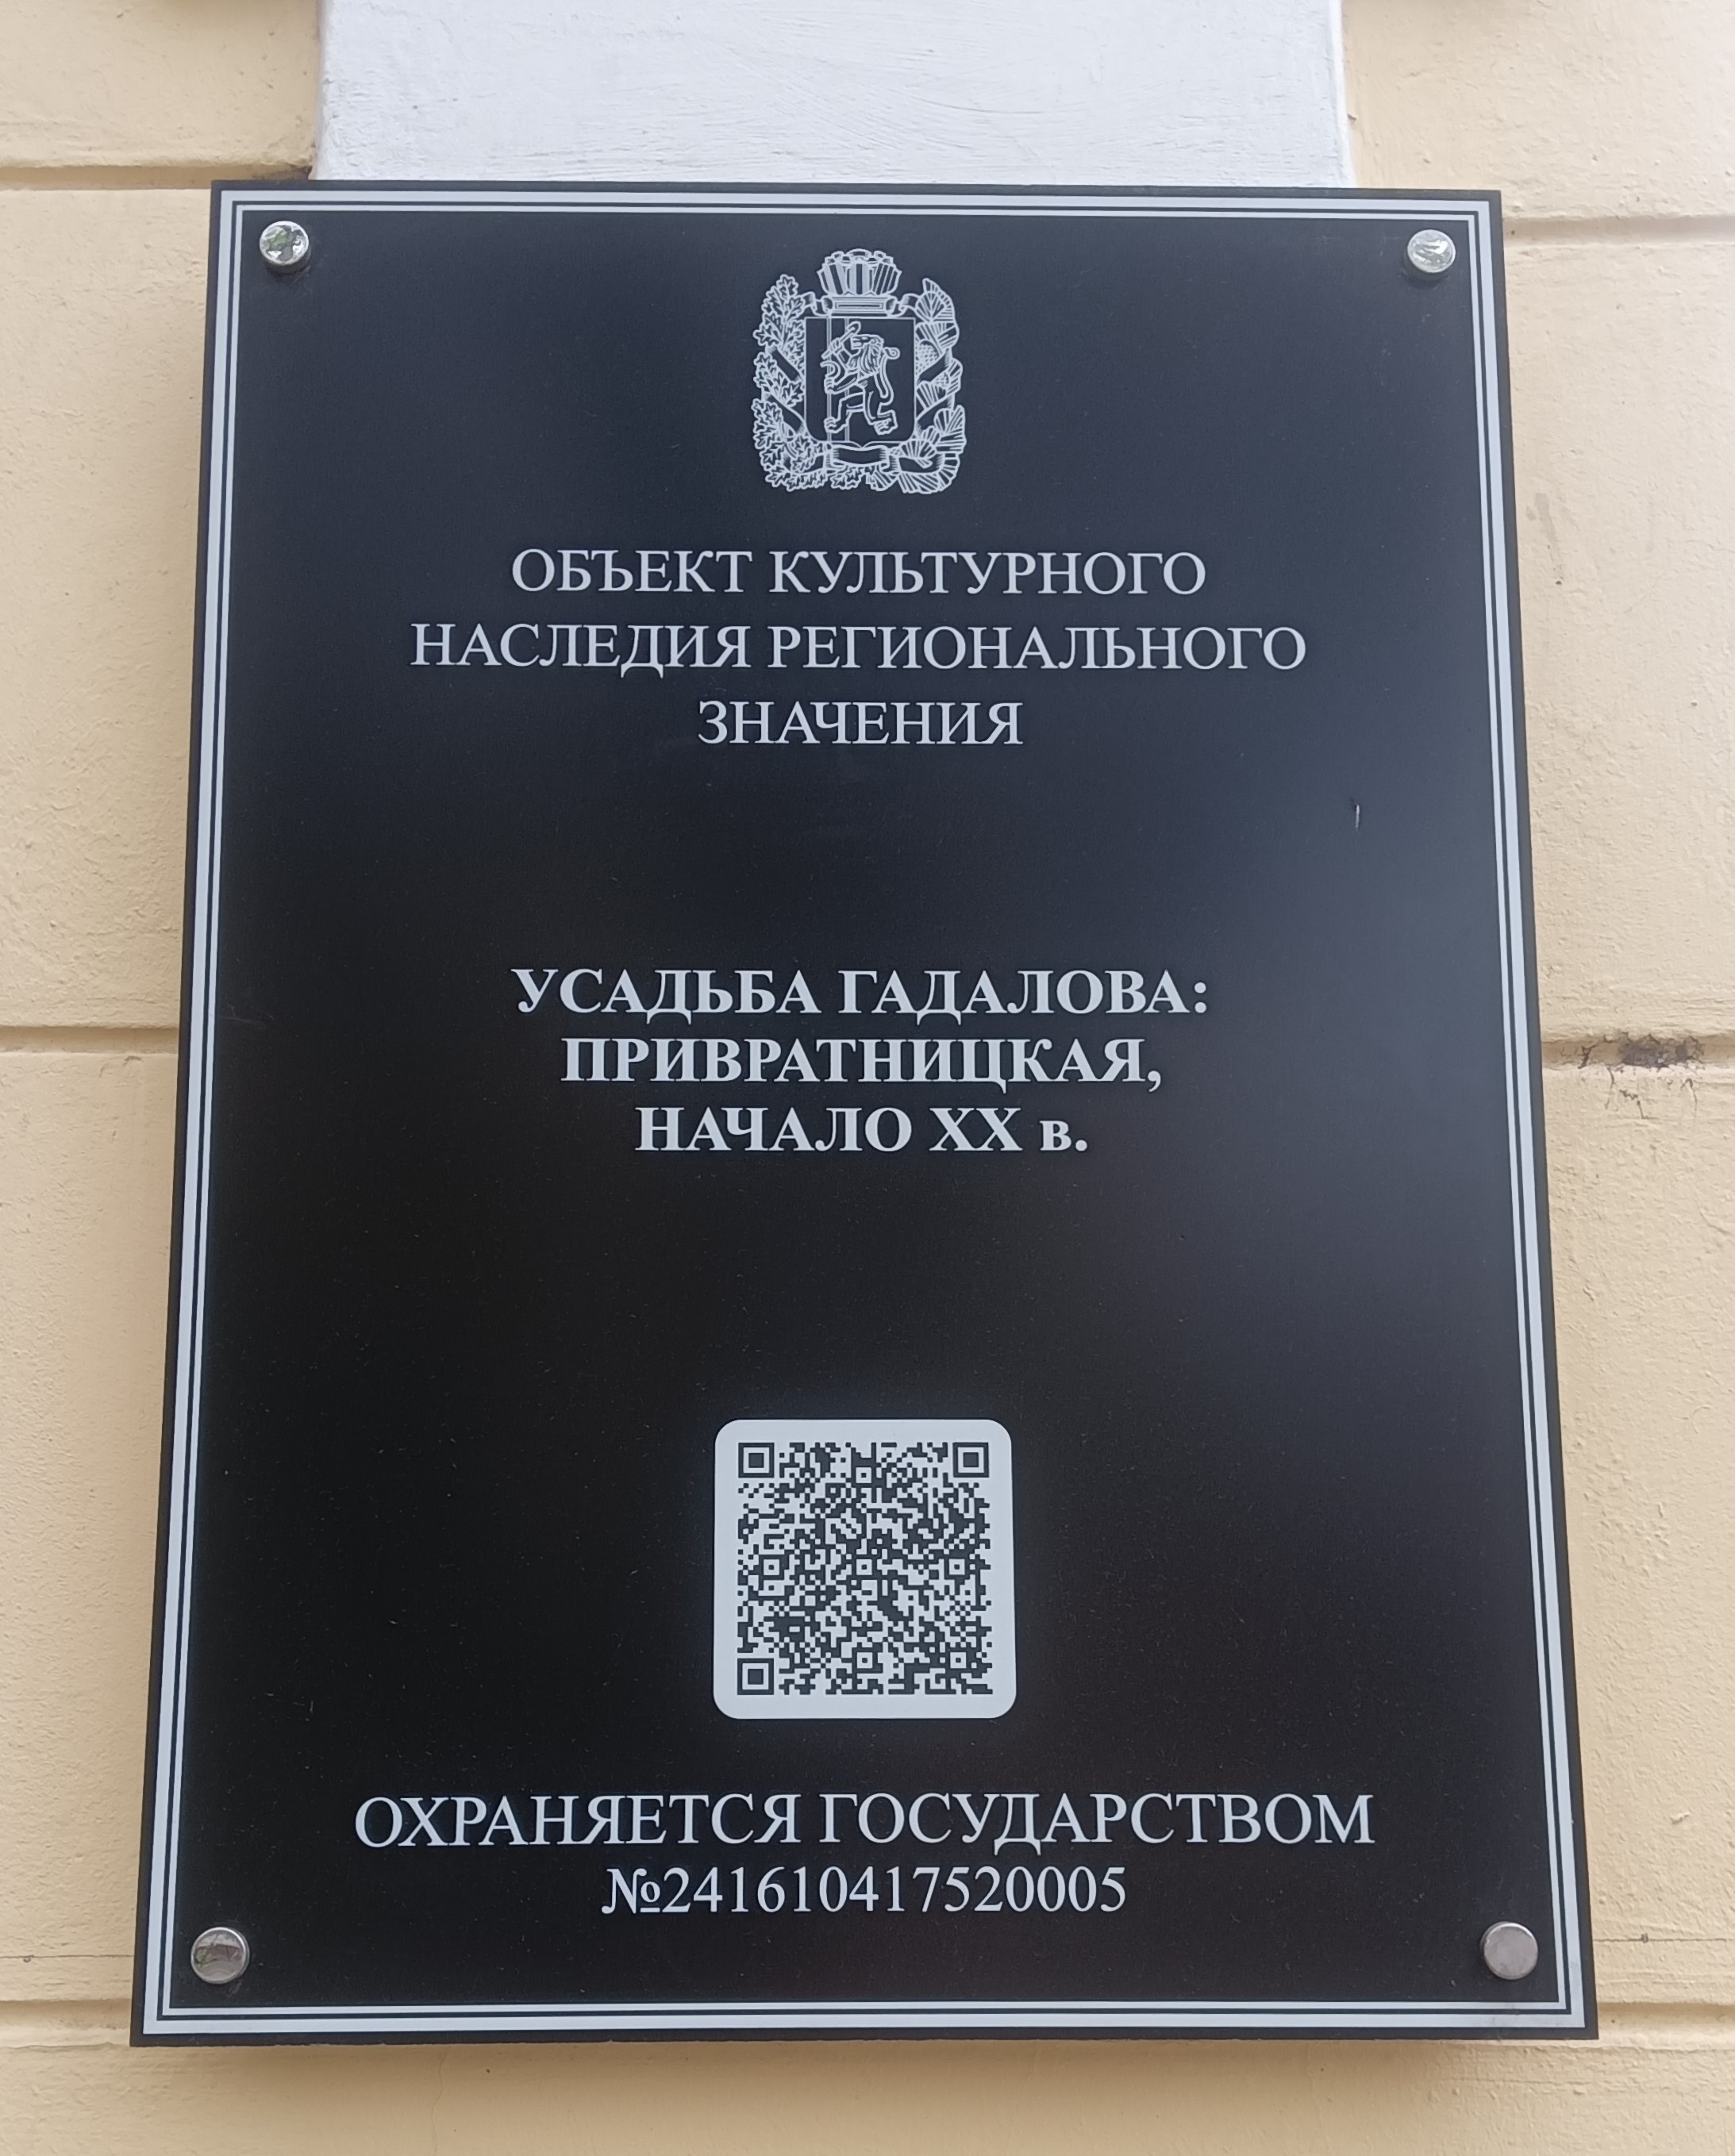 ОБЪЕКТ КУЛЬТУРНОГО
НАСЛЕДИЯ РЕГИОНАЛЬНОГО
ЗНАЧЕНИЯ
УСАДЬБА ГАДАЛОВА:
ПРИВРАТНИЦКАЯ,
НАЧАЛО XX в.
ОХРАНЯЕТСЯ ГОСУДАРСТВОМ
№241610417520005